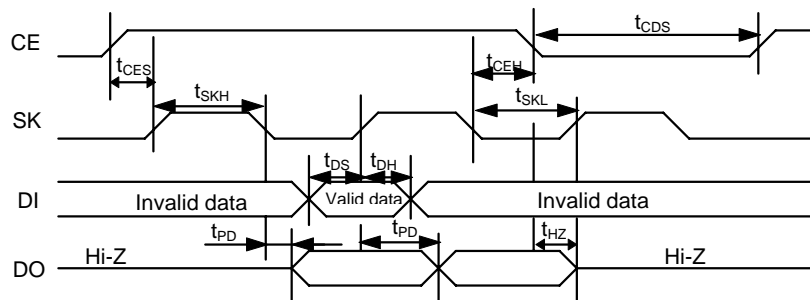 CE
t_CDS
t_CES
t_CEH
t_SKH
t_SKL
SK
t_DS
t_DH
DI
Invalid data
Valid data
Invalid data
t_PD
t_PD
t_HZ
DO
Hi-Z
Hi-Z